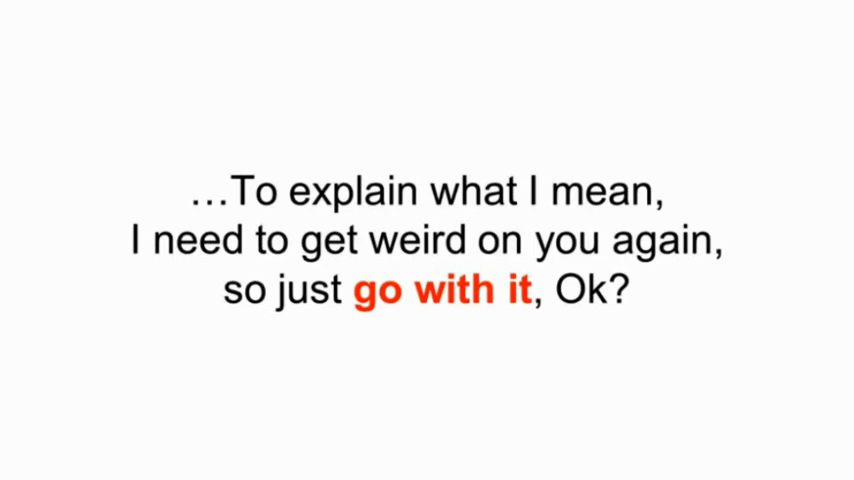 …To explain what I mean,
I need to get weird on you again,
so just go with it, Ok?